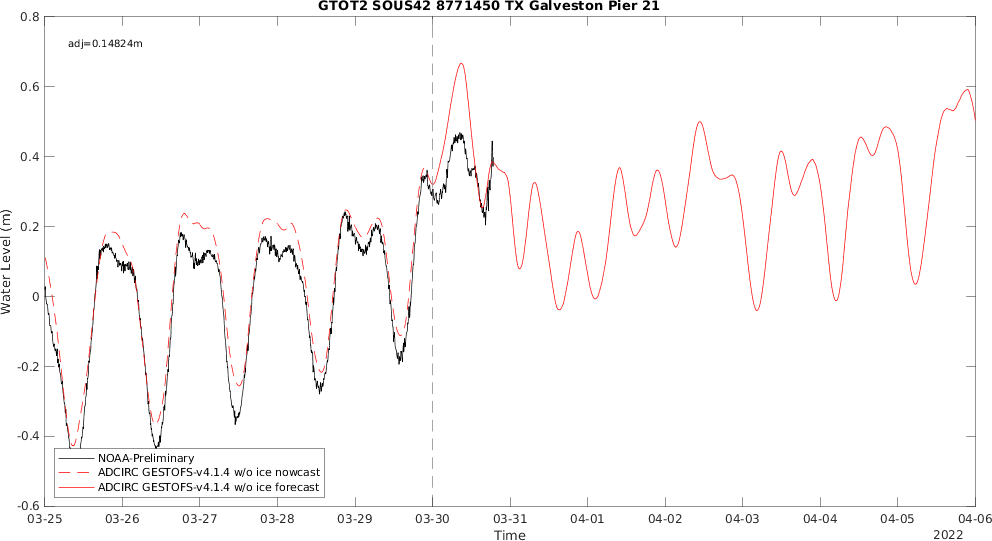 GTOT2 SOUS42 8771450 TX Galveston Pier 21
adj=0.14824m
0.8
0.6
0.4
0.2
0
-0.2
-0.4
-0.6
Water Level (m)
NOAA-Preliminary
ADCIRC GESTOFS-v4.1.4 w/o ice nowcast
ADCIRC GESTOFS-v4.1.4 w/o ice forecast
03-25 03-26 03-27 03-28 03-29 03-30 03-31 04-01 04-02 04-03 04-04 04-05 04-06
Time
2022